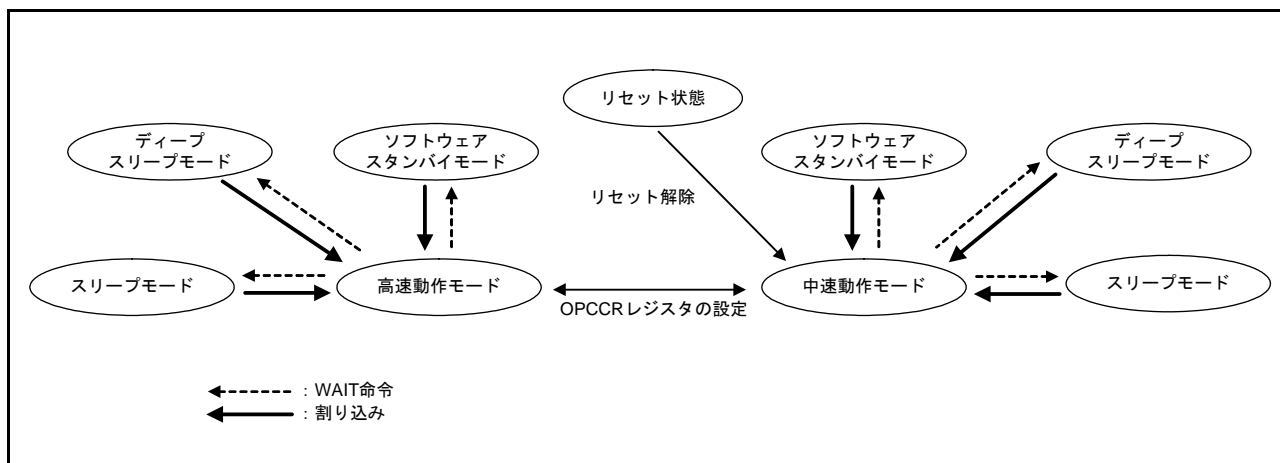 リセット状態
ディープ
スリープモード
ソフトウェア
スタンバイモード
ソフトウェア
スタンバイモード
ディープ
スリープモード
リセット解除
スリープモード
高速動作モード
中速動作モード
スリープモード
OPCCRレジスタの設定
：WAIT命令
：割り込み